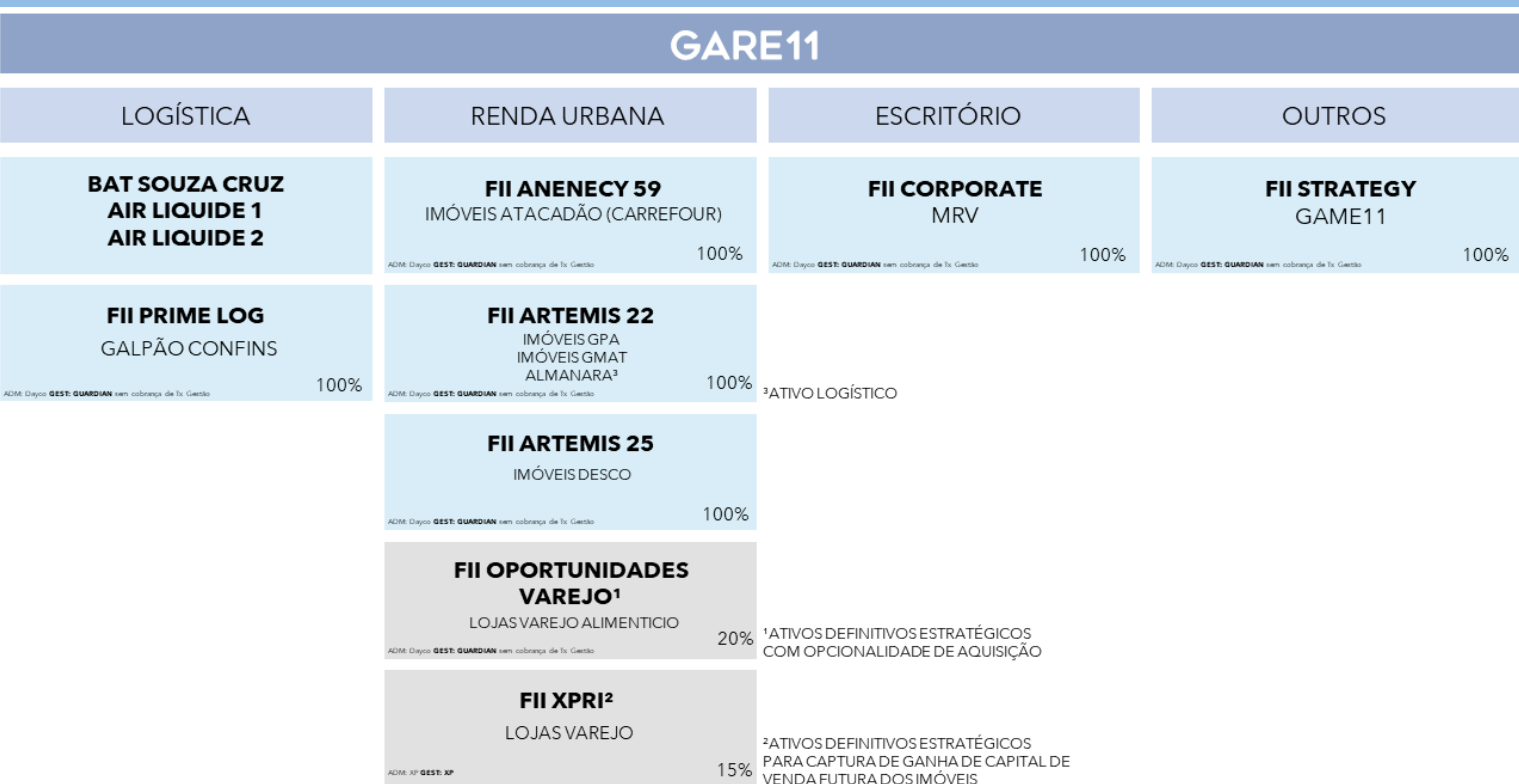 GARE11
LOGÍSTICA
BAT SOUZA CRUZ
AIR LIQUIDE 1
AIR LIQUIDE 2
FII PRIME LOG
GALPÃO CONFINS
100%
ADM: Dayco GEST: GUARDIAN sem cobrança de Tx Gestão
RENDA URBANA
FII ANENECY 59
IMÓVEIS ATACADÃO (CARREFOUR)
100%
ADM: Dayco GEST: GUARDIAN sem cobrança de Tx Gestão
FII ARTEMIS 22
IMÓVEIS GPA
IMÓVEIS GMAT
ALMANARA³
100%
ADM: Dayco GEST: GUARDIAN sem cobrança de Tx Gestão
³ATIVO LOGÍSTICO
FII ARTEMIS 25
IMÓVEIS DESCO
100%
ADM: Dayco GEST: GUARDIAN sem cobrança de Tx Gestão
FII OPORTUNIDADES
VAREJO¹
LOJAS VAREJO ALIMENTICIO
20%
ADM: Dayco GEST: GUARDIAN sem cobrança de Tx Gestão
¹ATIVOS DEFINITIVOS ESTRATÉGICOS
COM OPCIONALIDADE DE AQUISIÇÃO
FII XPRI²
LOJAS VAREJO
15%
ADM: XP GEST: XP
²ATIVOS DEFINITIVOS ESTRATÉGICOS
PARA CAPTURA DE GANHA DE CAPITAL DE
VENDA FUTURA DOS IMÓVEIS
ESCRITÓRIO
FII CORPORATE
MRV
100%
ADM: Dayco GEST: GUARDIAN sem cobrança de Tx Gestão
OUTROS
FII STRATEGY
GAME11
100%
ADM: Dayco GEST: GUARDIAN sem cobrança de Tx Gestão